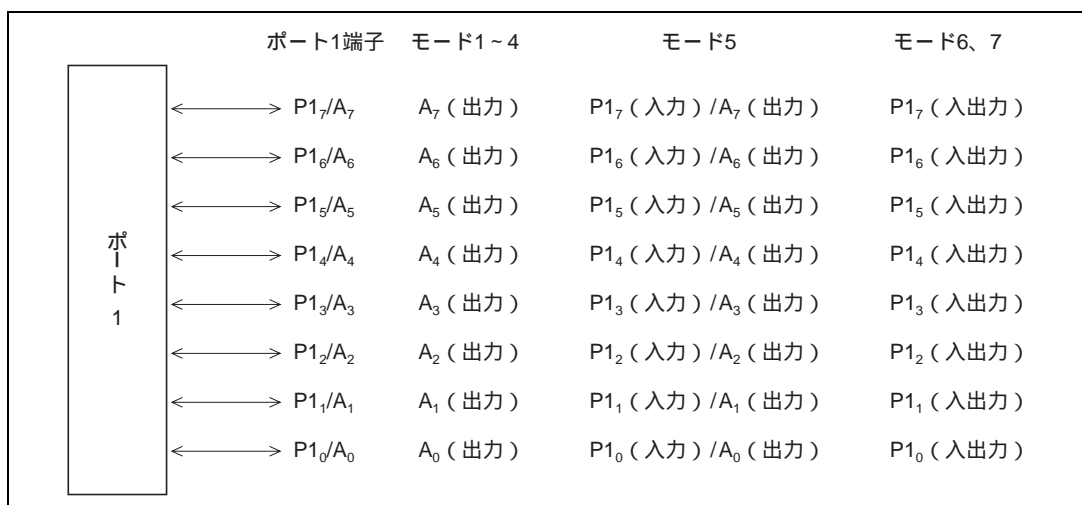 ポート1端子 モード1~4 モード5 モード6、7
P1₇/A₇ A₇(出力) P1₇(入力)/A₇(出力) P1₇(入出力)
P1₆/A₆ A₆(出力) P1₆(入力)/A₆(出力) P1₆(入出力)
P1₅/A₅ A₅(出力) P1₅(入力)/A₅(出力) P1₅(入出力)
P1₄/A₄ A₄(出力) P1₄(入力)/A₄(出力) P1₄(入出力)
P1₃/A₃ A₃(出力) P1₃(入力)/A₃(出力) P1₃(入出力)
P1₂/A₂ A₂(出力) P1₂(入力)/A₂(出力) P1₂(入出力)
P1₁/A₁ A₁(出力) P1₁(入力)/A₁(出力) P1₁(入出力)
P1₀/A₀ A₀(出力) P1₀(入力)/A₀(出力) P1₀(入出力)
ポート1